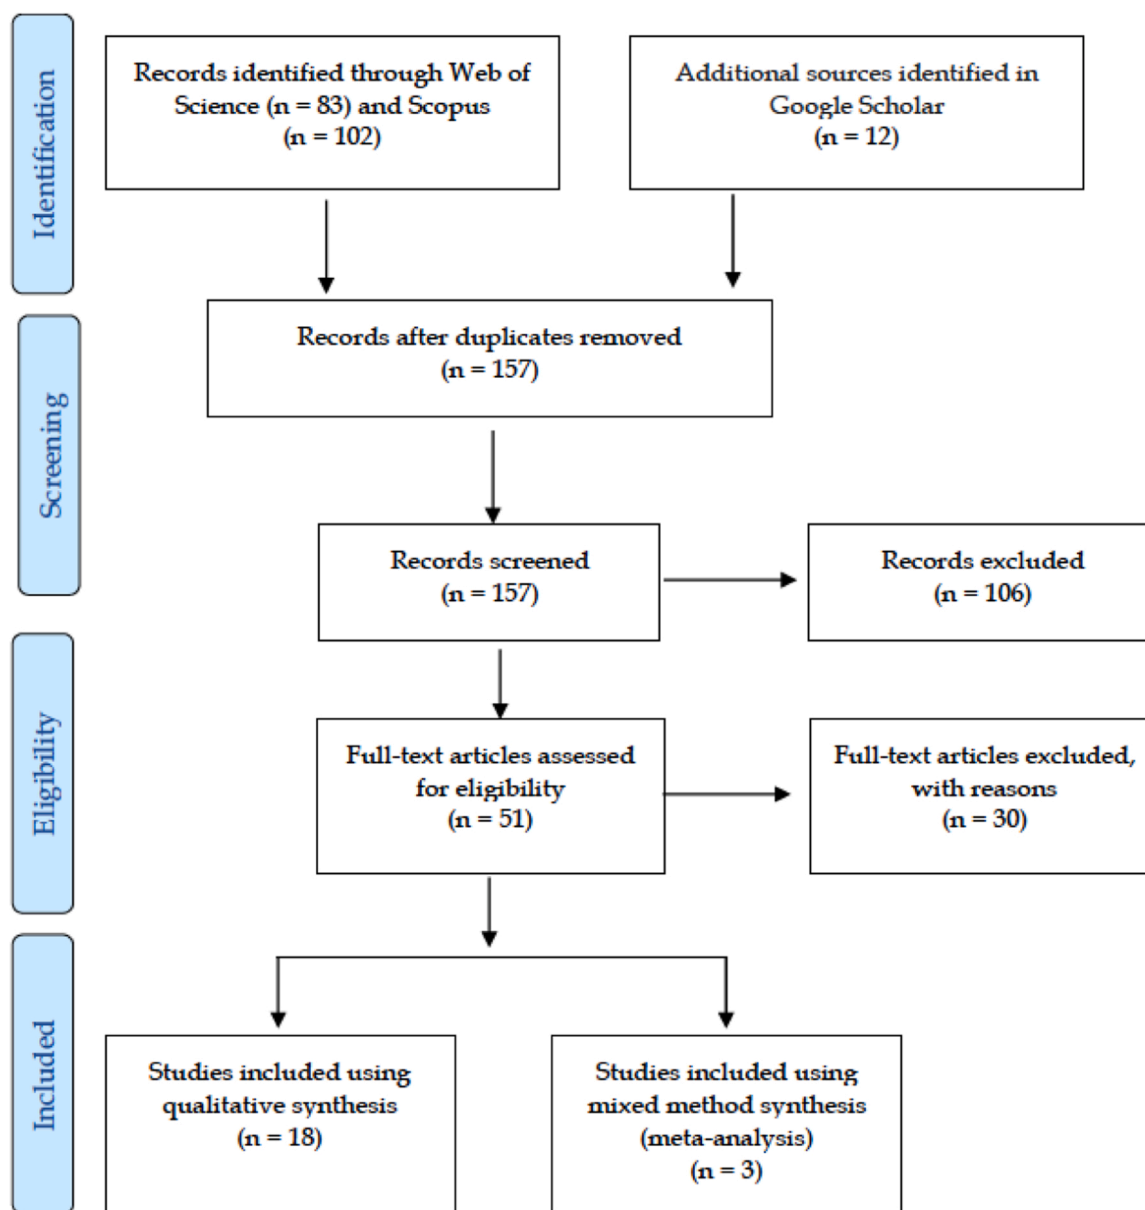 Identification
Records identified through Web of
Science (n = 83) and Scopus
(n = 102)
Additional sources identified in
Google Scholar
(n = 12)
Screening
Records after duplicates removed
(n = 157)
Records screened
(n = 157)
Records excluded
(n = 106)
Eligibility
Full-text articles assessed
for eligibility
(n = 51)
Full-text articles excluded,
with reasons
(n = 30)
Included
Studies included using
qualitative synthesis
(n = 18)
Studies included using
mixed method synthesis
(meta-analysis)
(n = 3)